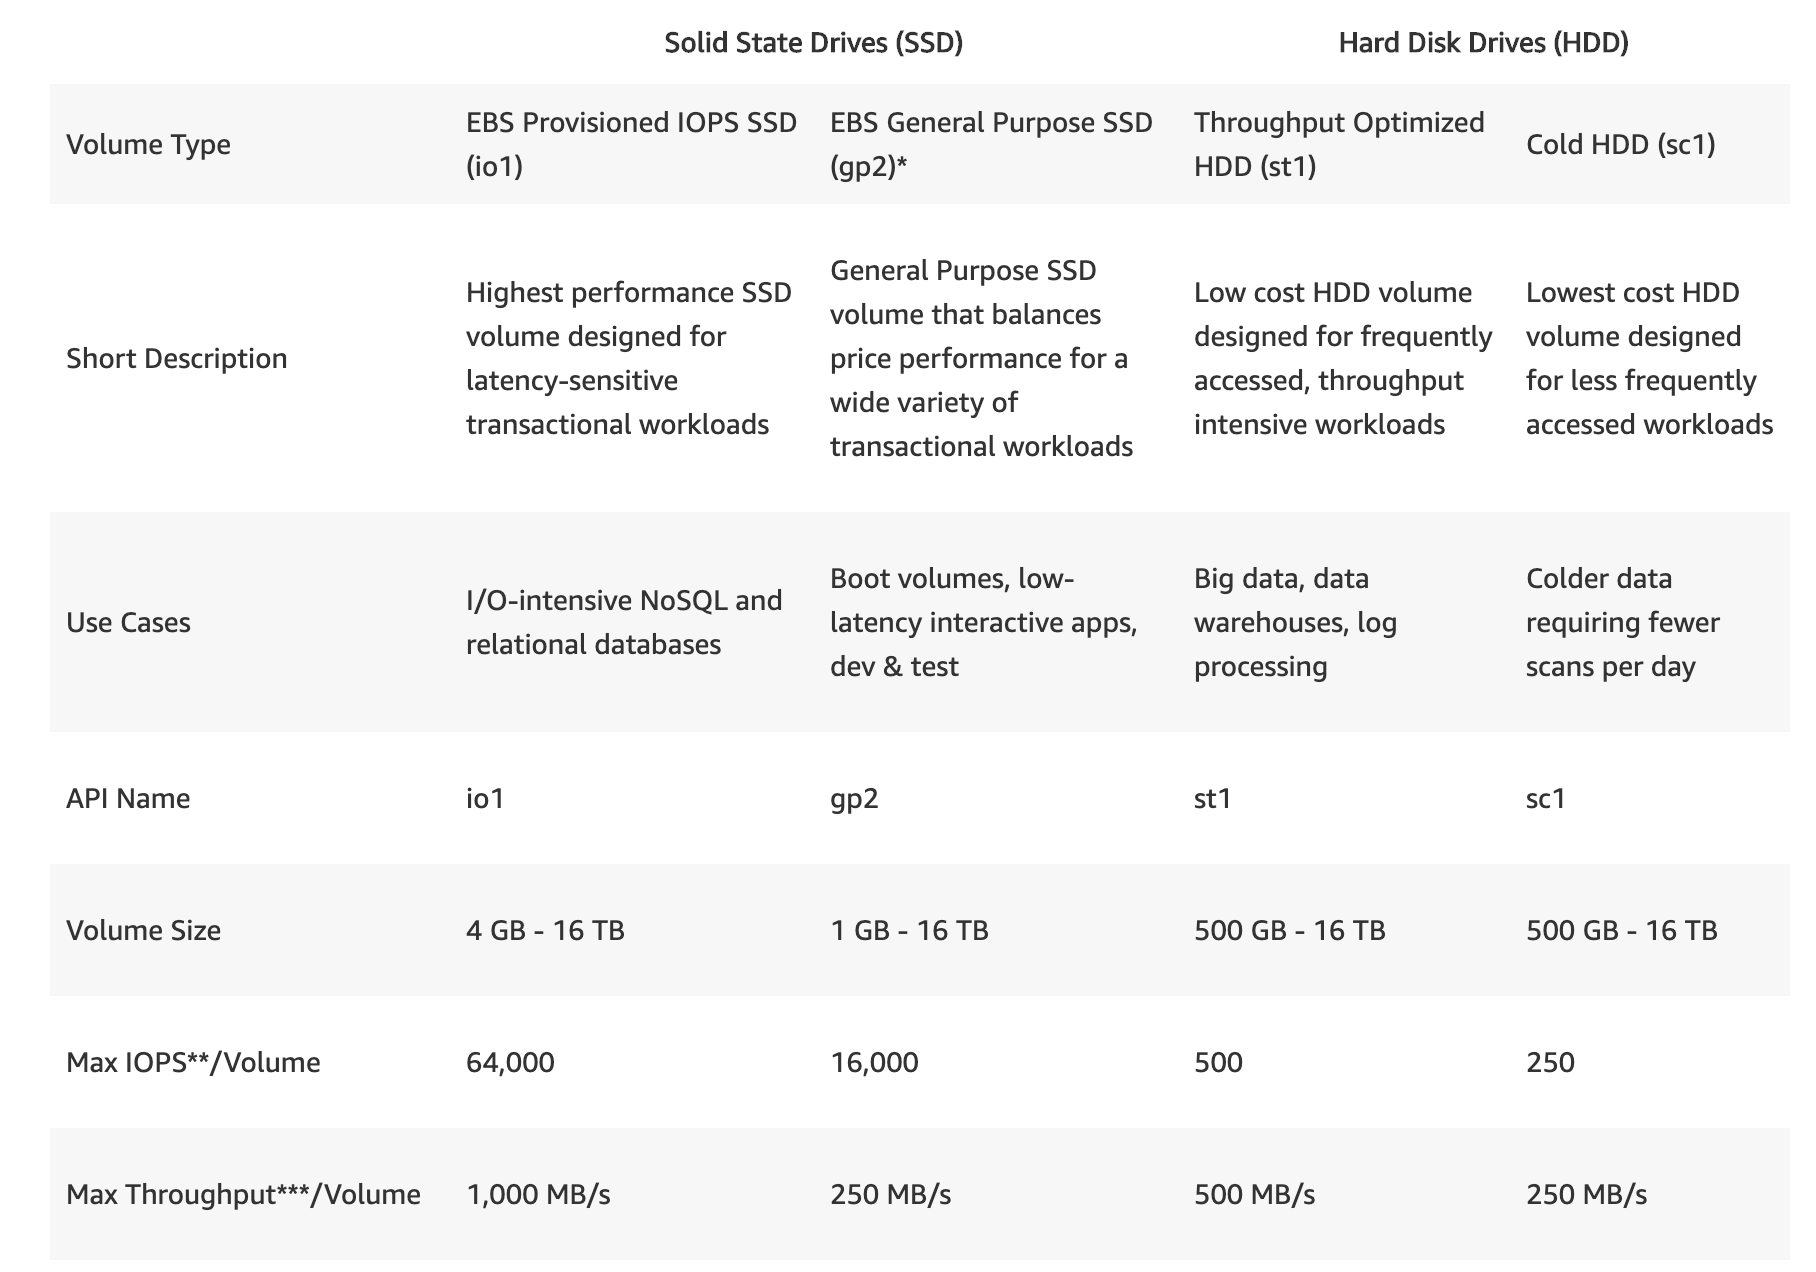 Solid State Drives (SSD) Hard Disk Drives (HDD)
Volume Type
EBS Provisioned IOPS SSD
(io1)
EBS General Purpose SSD
(gp2)*
Throughput Optimized
HDD (st1)
Cold HDD (sc1)
Short Description
Highest performance SSD
volume designed for
latency-sensitive
transactional workloads
General Purpose SSD
volume that balances
price performance for a
wide variety of
transactional workloads
Low cost HDD volume
designed for frequently
accessed, throughput
intensive workloads
Lowest cost HDD
volume designed
for less frequently
accessed workloads
Use Cases
I/O-intensive NoSQL and
relational databases
Boot volumes, low-
latency interactive apps,
dev & test
Big data, data
warehouses, log
processing
Colder data
requiring fewer
scans per day
API Name io1 gp2 st1 sc1
Volume Size 4 GB - 16 TB 1 GB - 16 TB 500 GB - 16 TB 500 GB - 16 TB
Max IOPS**/Volume 64,000 16,000 500 250
Max Throughput***/Volume 1,000 MB/s 250 MB/s 500 MB/s 250 MB/s